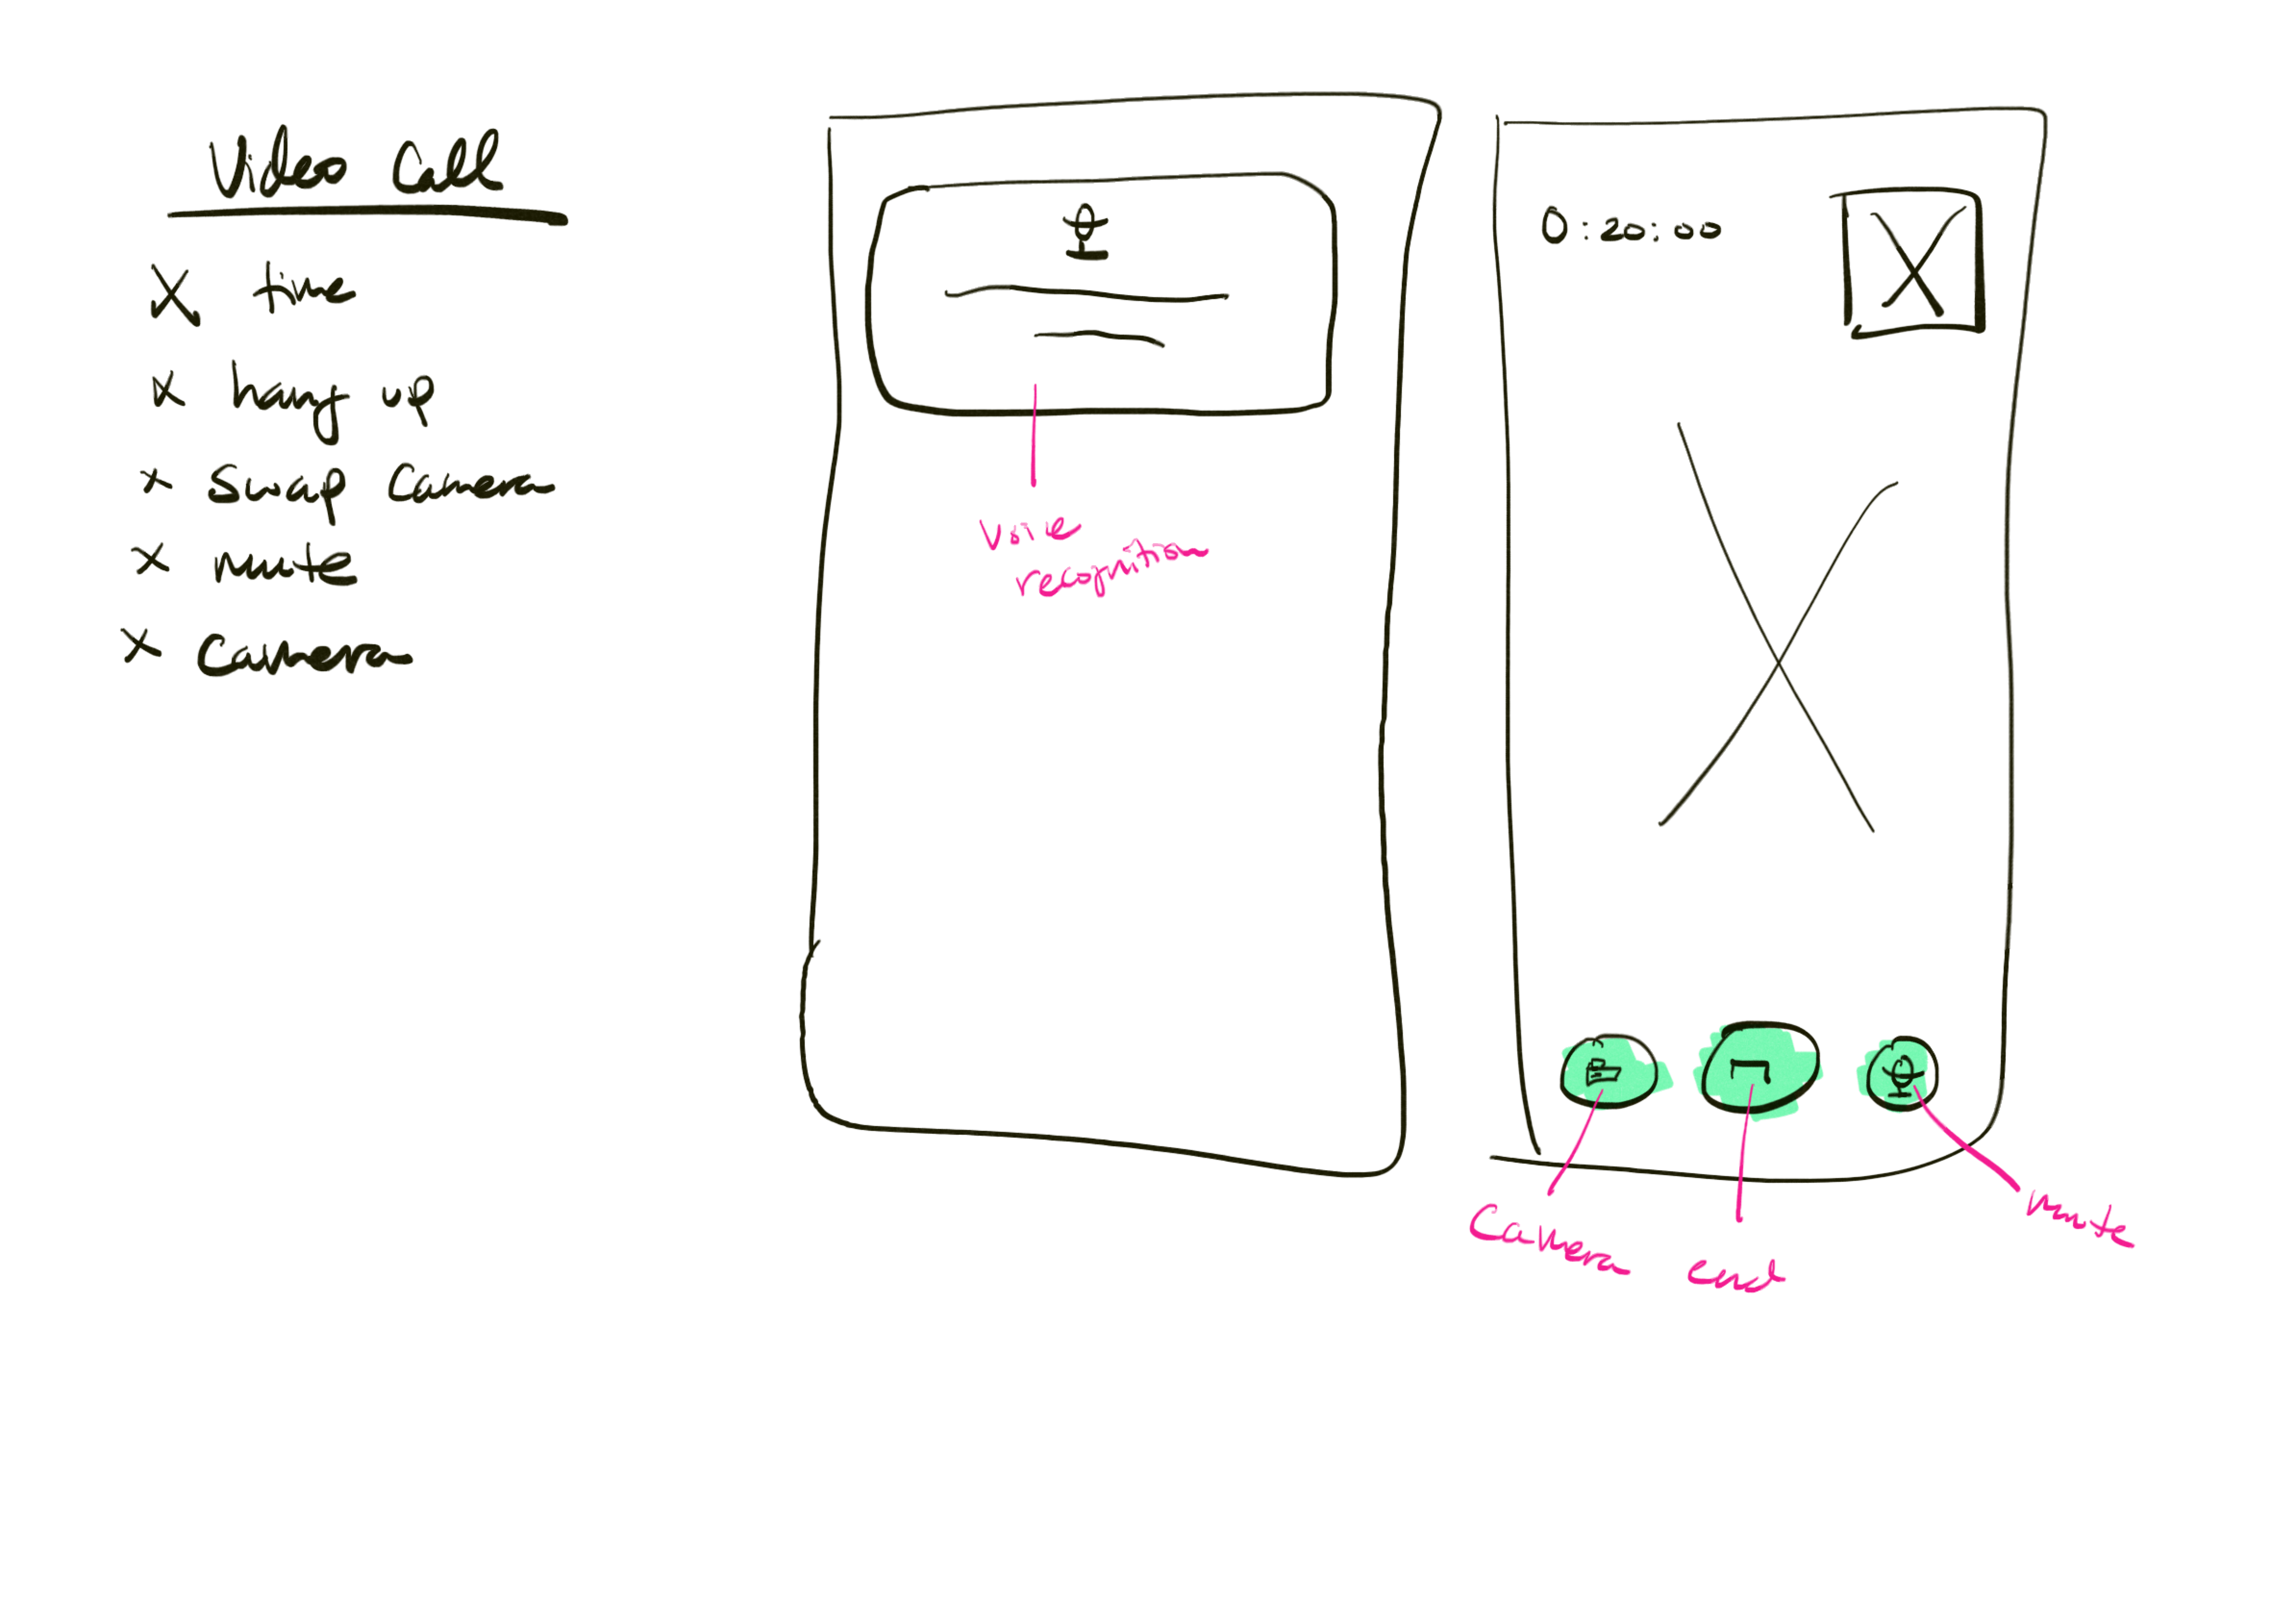 Video Call
x time
x hang up
x swap camera
x mute
x camera
voice
recognition
0:20:00
camera
end
mute